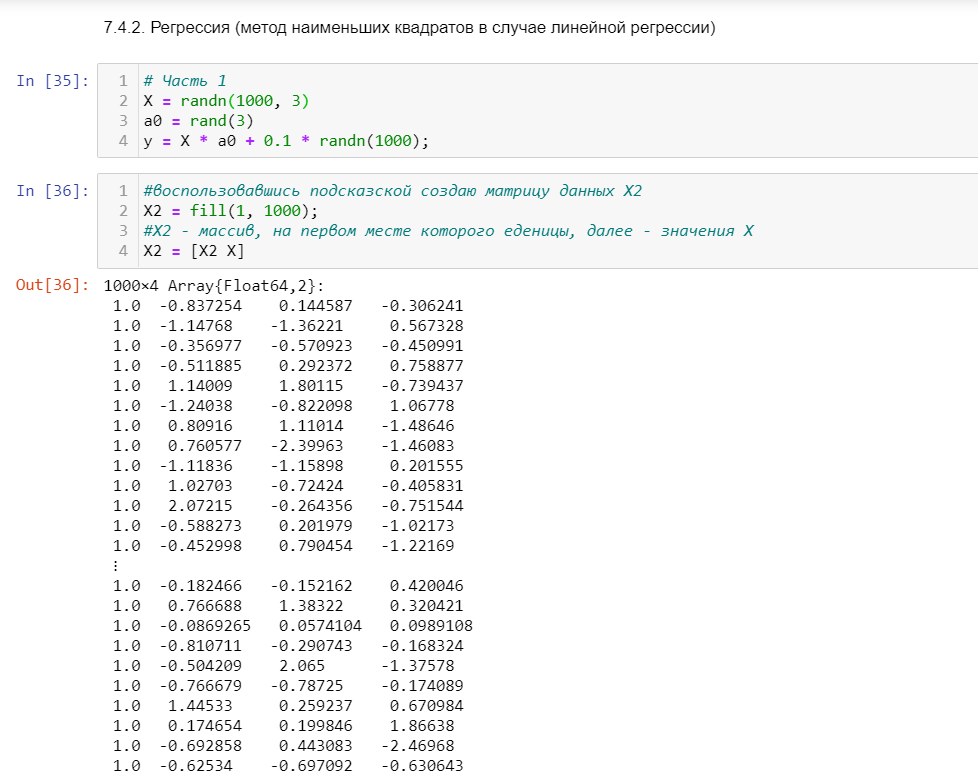 7.4.2. Регрессия (метод наименьших квадратов в случае линейной регрессии)
In [35]:
1 # Часть 1
2 X = randn(1000, 3)
3 a0 = rand(3)
4 y = X * a0 + 0.1 * randn(1000);
In [36]:
1 #воспользовавшись подсказской создаю матрицу данных X2
2 X2 = fill(1, 1000);
3 #X2 - массив, на первом месте которого еденицы, далее - значения X
4 X2 = [X2 X]
Out[36]: 1000×4 Array{Float64,2}:
1.0 -0.837254 0.144587 -0.306241
1.0 -1.14768 -1.36221 0.567328
1.0 -0.356977 -0.570923 -0.450991
1.0 -0.511885 0.292372 0.758877
1.0 1.14009 1.80115 -0.739437
1.0 -1.24038 -0.822098 1.06778
1.0 0.80916 1.11014 -1.48646
1.0 0.760577 -2.39963 -1.46083
1.0 -1.11836 -1.15898 0.201555
1.0 1.02703 -0.72424 -0.405831
1.0 2.07215 -0.264356 -0.751544
1.0 -0.588273 0.201979 -1.02173
1.0 -0.452998 0.790454 -1.22169
⋮
1.0 -0.182466 -0.152162 0.420046
1.0 0.766688 1.38322 0.320421
1.0 -0.0869265 0.0574104 0.0989108
1.0 -0.810711 -0.290743 -0.168324
1.0 -0.504209 2.065 -1.37578
1.0 -0.766679 -0.78725 -0.174089
1.0 1.44533 0.259237 0.670984
1.0 0.174654 0.199846 1.86638
1.0 -0.692858 0.443083 -2.46968
1.0 -0.62534 -0.697092 -0.630643